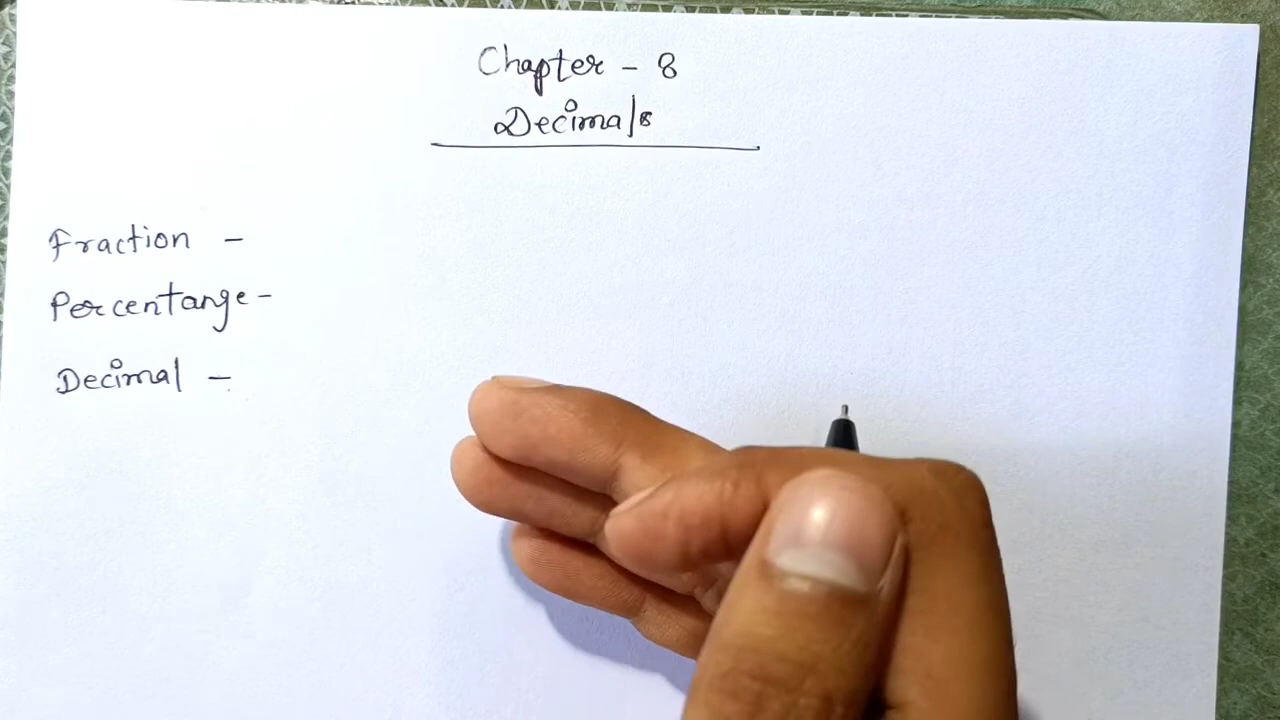 Chapter - 8
Decimals
Fraction -
Percentange -
Decimal -